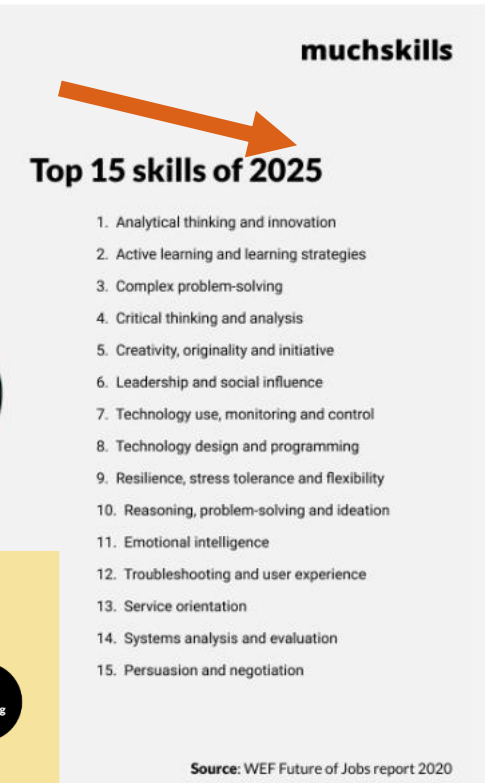 muchskills
Top 15 skills of 2025
1. Analytical thinking and innovation
2. Active learning and learning strategies
3. Complex problem-solving
4. Critical thinking and analysis
5. Creativity, originality and initiative
6. Leadership and social influence
7. Technology use, monitoring and control
8. Technology design and programming
9. Resilience, stress tolerance and flexibility
10. Reasoning, problem-solving and ideation
11. Emotional intelligence
12. Troubleshooting and user experience
13. Service orientation
14. Systems analysis and evaluation
15. Persuasion and negotiation
Source: WEF Future of Jobs report 2020